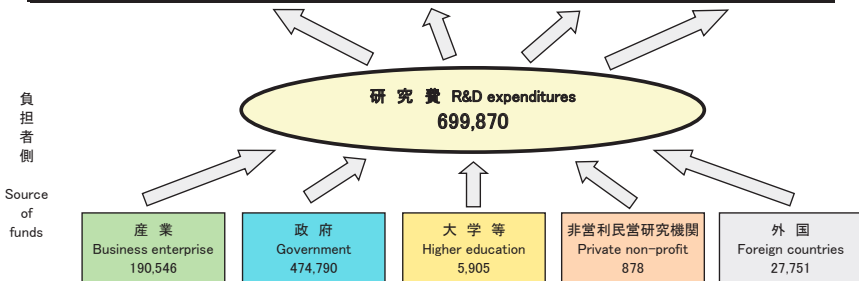 研 究 費 R&D expenditures
699,870
負
担
者
側
Source
of
funds
産 業
Business enterprise
190,546
政 府
Government
474,790
大 学 等
Higher education
5,905
非営利民営研究機関
Private non-profit
878
外 国
Foreign countries
27,751